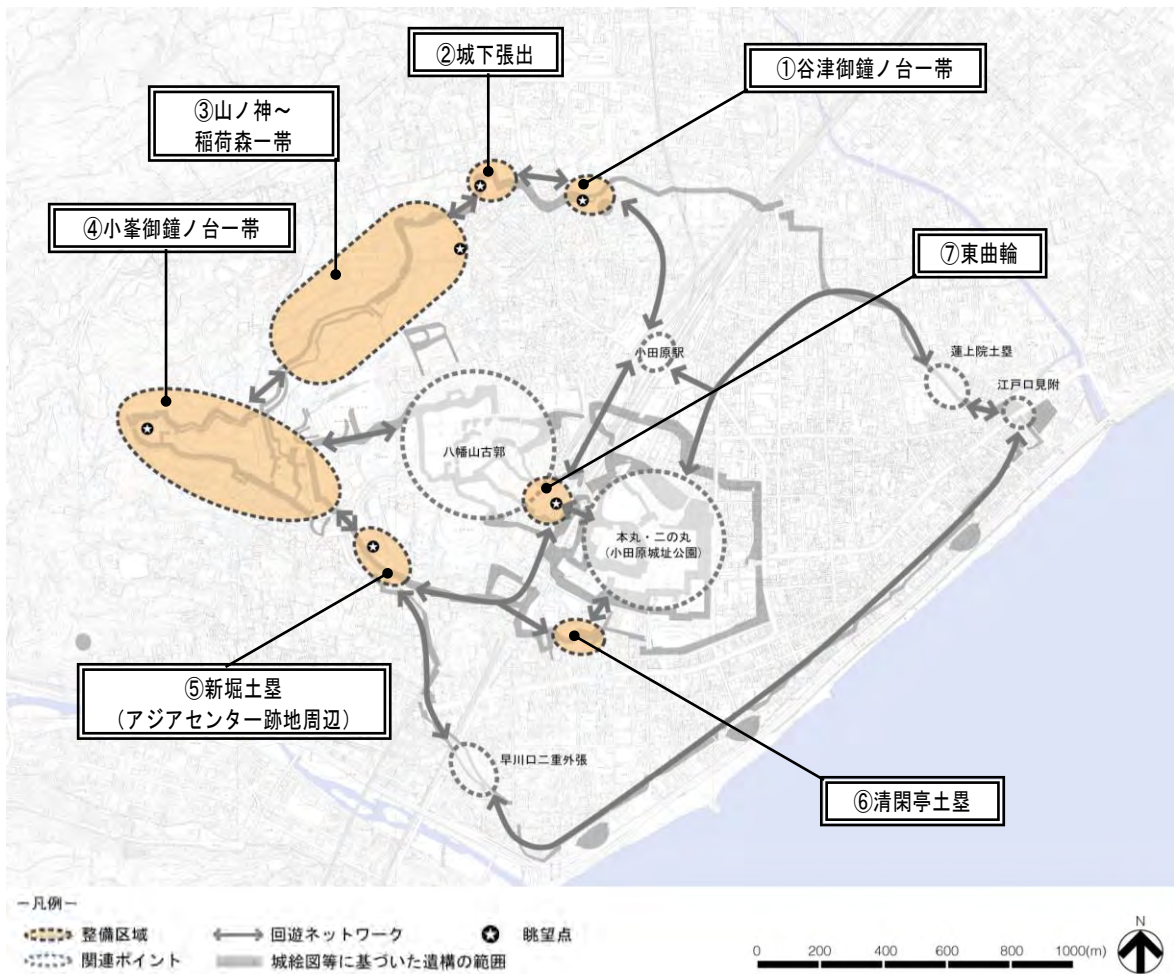 ②城下張出
①谷津御鐘ノ台一帯
③山ノ神～
稲荷森一帯
④小峯御鐘ノ台一帯
⑦東曲輪
小田原駅
蓮上院土塁
江戸口見附
八幡山古郭
本丸・二の丸
(小田原城址公園)
⑤新堀土塁
(アジアセンター跡地周辺)
早川口二重外張
⑥清閑亭土塁
－凡例－
整備区域
回遊ネットワーク
眺望点
関連ポイント
城絵図等に基づいた遺構の範囲
0 200 400 600 800 1000(m)
N